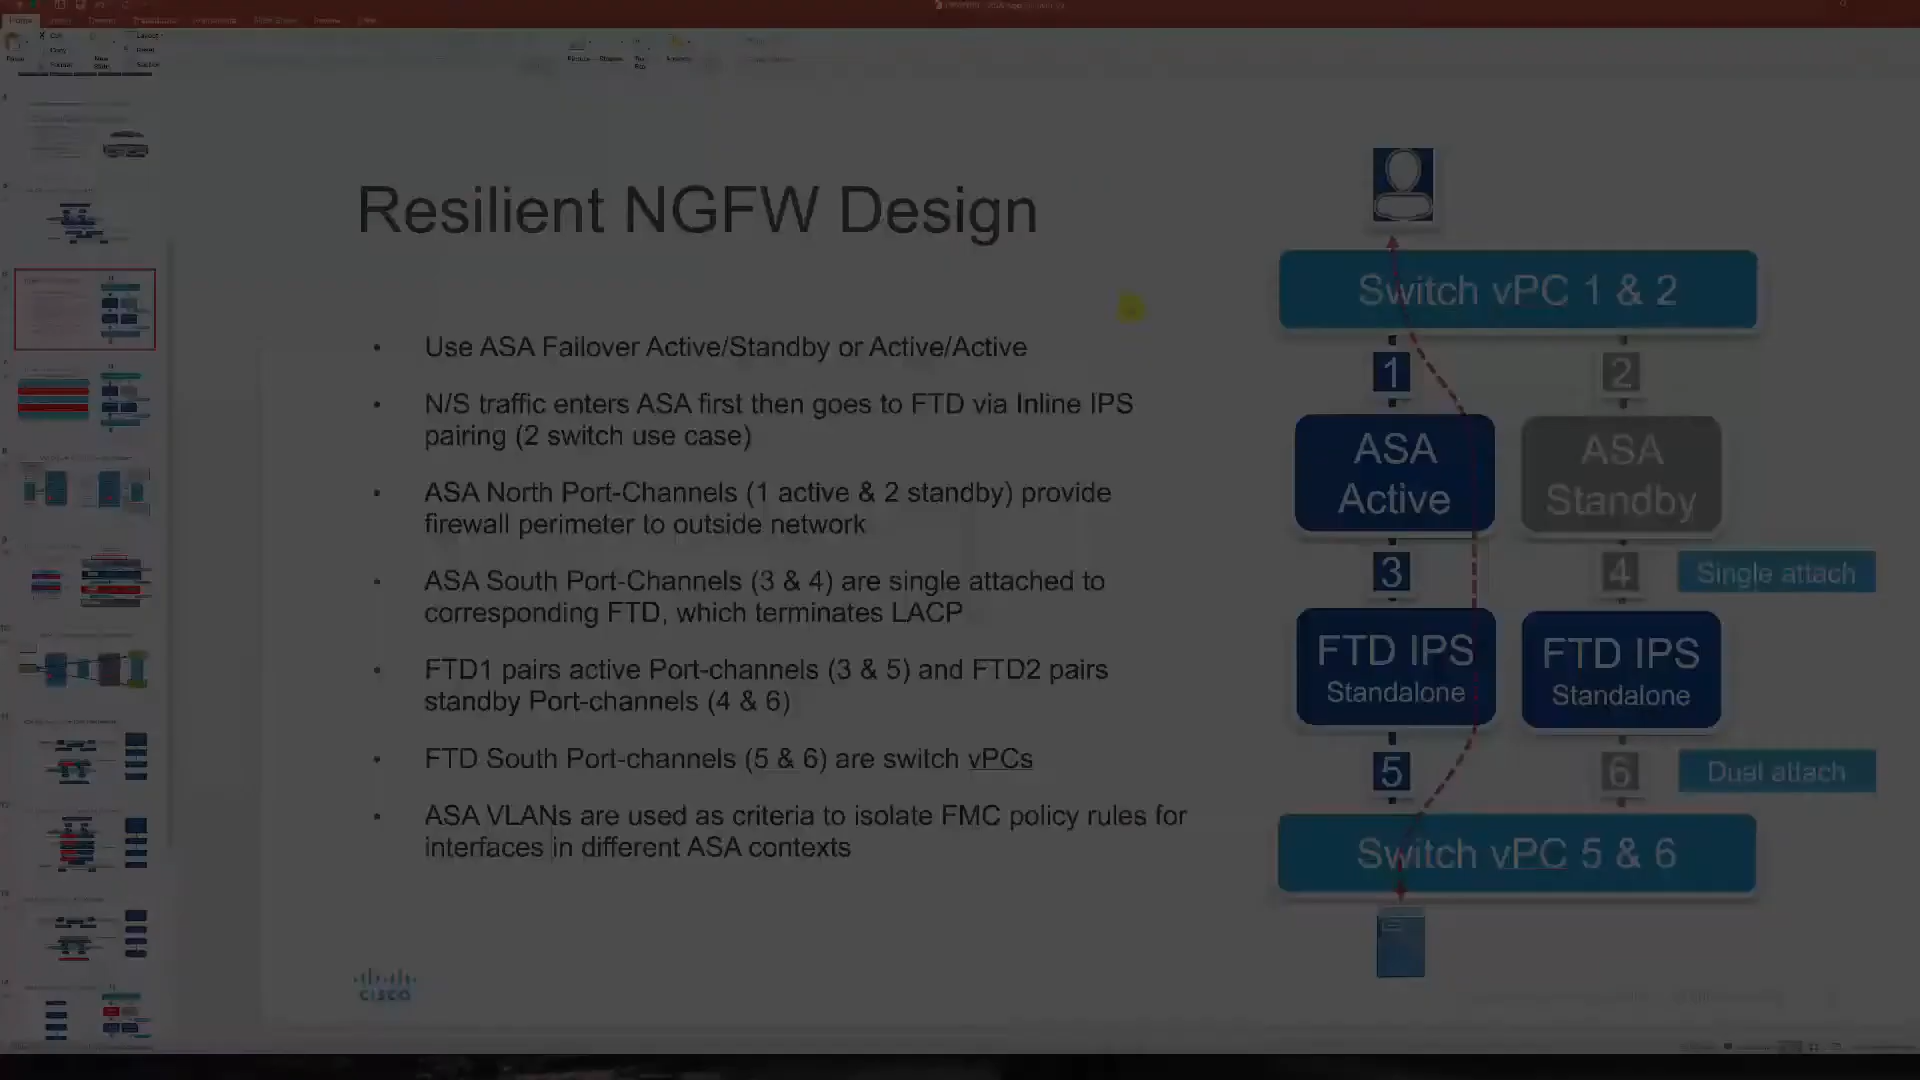 Resilient NGFW Design
• Use ASA Failover Active/Standby or Active/Active
• N/S traffic enters ASA first then goes to FTD via Inline IPS
pairing (2 switch use case)
• ASA North Port-Channels (1 active & 2 standby) provide
firewall perimeter to outside network
• ASA South Port-Channels (3 & 4) are single attached to
corresponding FTD, which terminates LACP
• FTD1 pairs active Port-channels (3 & 5) and FTD2 pairs
standby Port-channels (4 & 6)
• FTD South Port-channels (5 & 6) are switch vPCs
• ASA VLANs are used as criteria to isolate FMC policy rules for
interfaces in different ASA contexts
CISCO
Switch vPC 1 & 2
1
2
ASA
Active
ASA
Standby
3
4
Single attach
FTD IPS
Standalone
FTD IPS
Standalone
5
6
Dual attach
Switch vPC 5 & 6